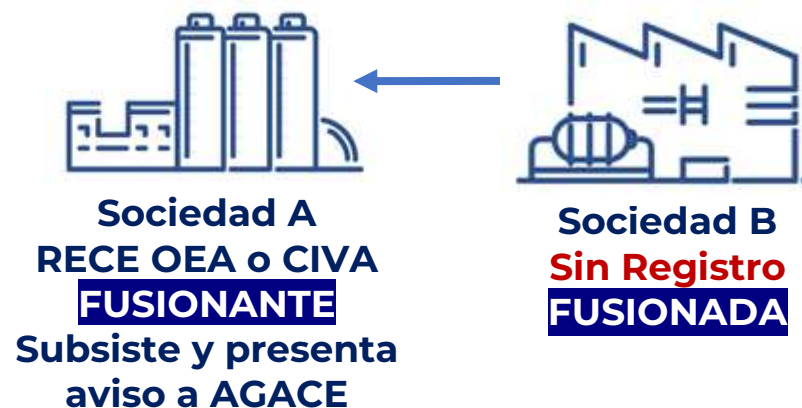 Sociedad A
RECE OEA o CIVA
FUSIONANTE
Subsiste y presenta
aviso a AGACE
Sociedad B
Sin Registro
FUSIONADA